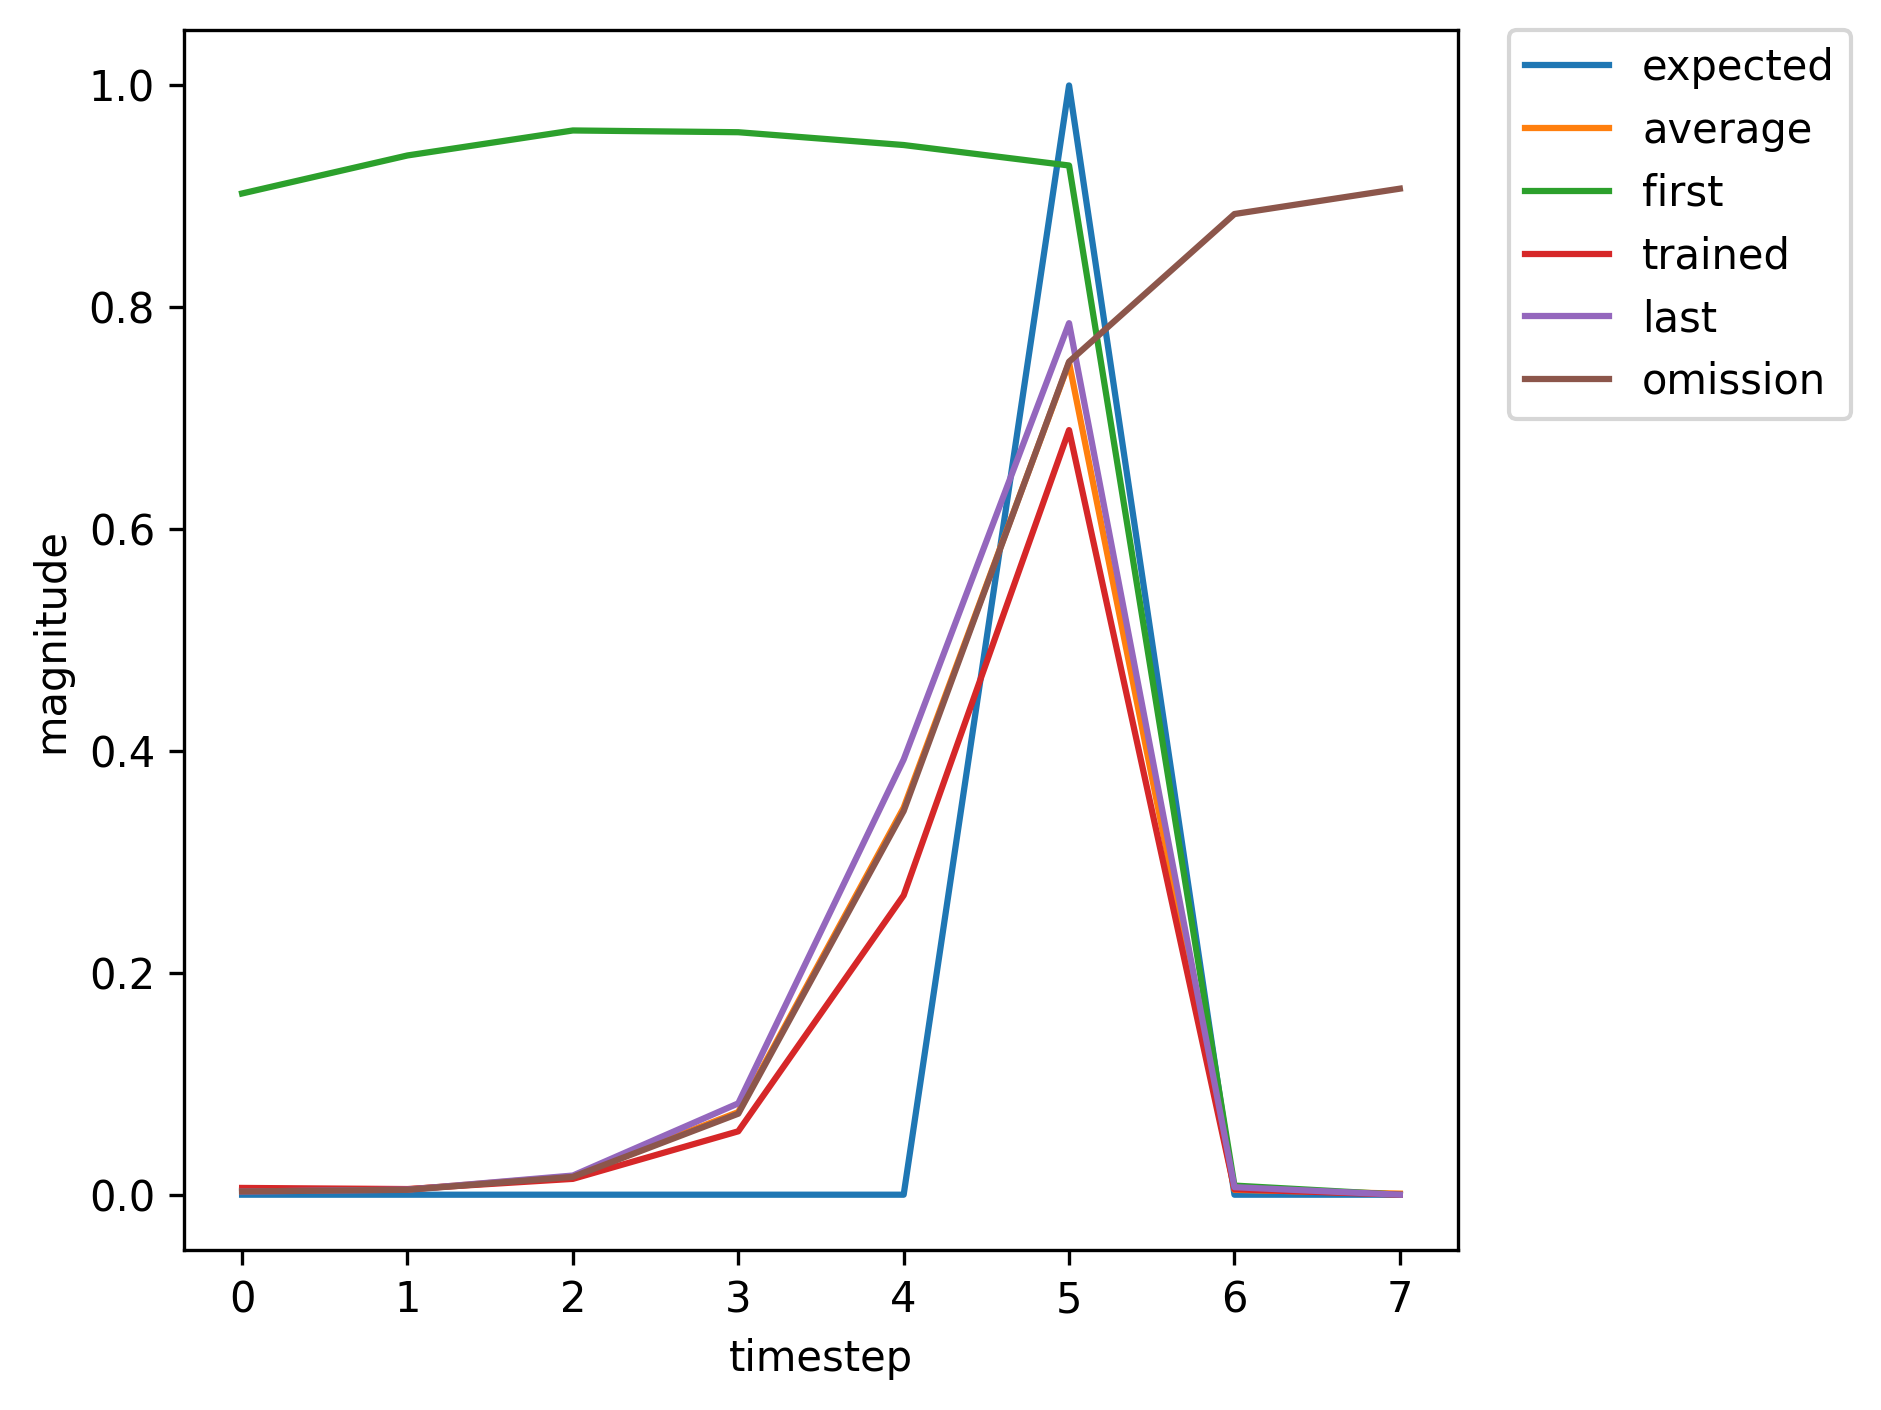 expected
average
first
trained
last
omission
1.0
0.8
0.6
0.4
0.2
0.0
magnitude
0 1 2 3 4 5 6 7
timestep